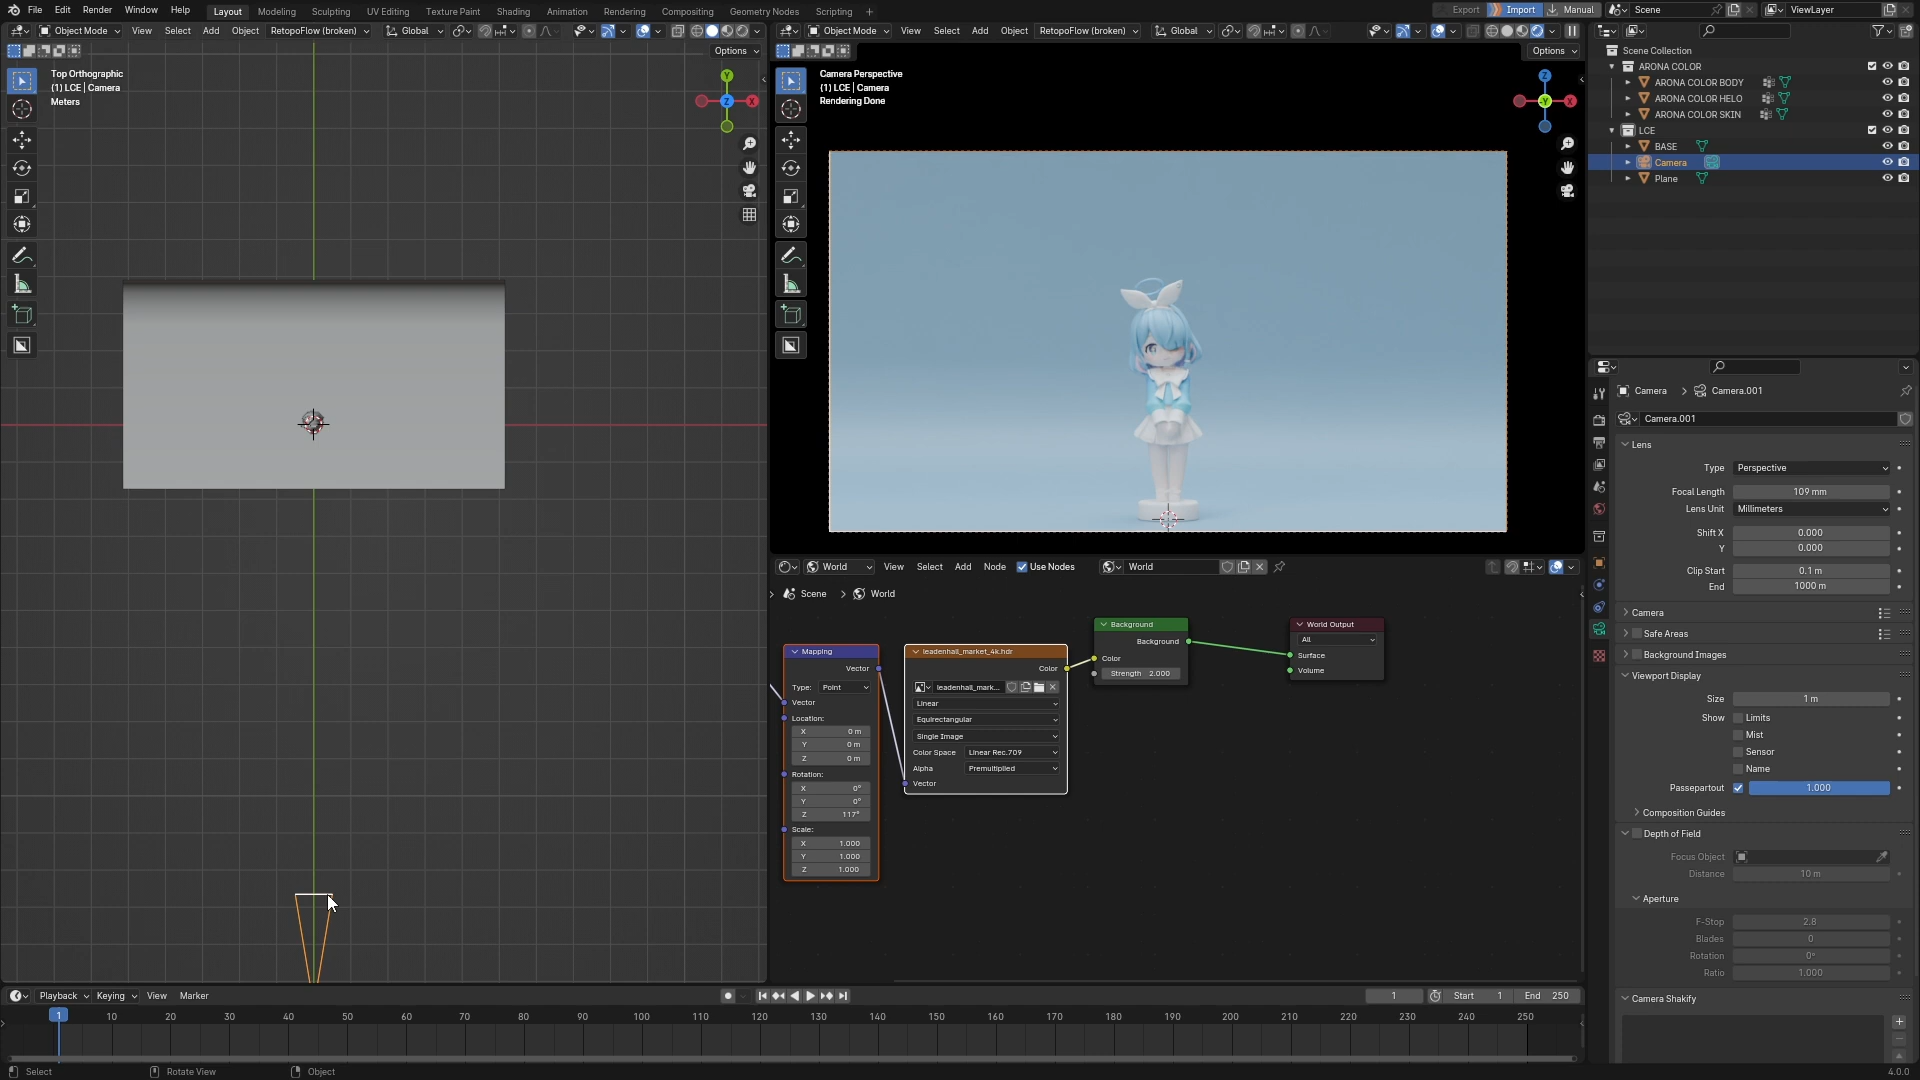 File Edit Render Window Help Layout Modeling Sculpting UV Editing Texture Paint Shading Animation Rendering Compositing Geometry Nodes Scripting + Export Import Manual Scene ViewLayer
Object Mode View Select Add Object RetopoFlow (broken) Global
Options
Top Orthographic
(1) LCE | Camera
Meters
Y
Z
X
Object Mode View Select Add Object RetopoFlow (broken) Global
Options
Camera Perspective
(1) LCE | Camera
Rendering Done
Z
-Y
X
World View Select Add Node Use Nodes World
Scene > World
Mapping
Vector
Type: Point
Vector
Location:
X 0 m
Y 0 m
Z 0 m
Rotation:
X 0°
Y 0°
Z 117°
Scale:
X 1.000
Y 1.000
Z 1.000
leadenhall_market_4k.hdr
Color
leadenhall_mark...
Linear
Equirectangular
Single Image
Color Space Linear Rec.709
Alpha Premultiplied
Vector
Background
Background
Color
Strength 2.000
World Output
All
Surface
Volume
Scene Collection
ARONA COLOR
ARONA COLOR BODY
ARONA COLOR HELO
ARONA COLOR SKIN
LCE
BASE
Camera
Plane
Camera > Camera.001
Camera.001
Lens
Type Perspective
Focal Length 109 mm
Lens Unit Millimeters
Shift X 0.000
Y 0.000
Clip Start 0.1 m
End 1000 m
Camera
Safe Areas
Background Images
Viewport Display
Size 1 m
Show Limits
Mist
Sensor
Name
Passepartout 1.000
Composition Guides
Depth of Field
Focus Object
Distance 10 m
Aperture
F-Stop 2.8
Blades 0
Rotation 0°
Ratio 1.000
Camera Shakify
Playback Keying View Marker 1 Start 1 End 250
1 10 20 30 40 50 60 70 80 90 100 110 120 130 140 150 160 170 180 190 200 210 220 230 240 250
Select Rotate View Object 4.0.0